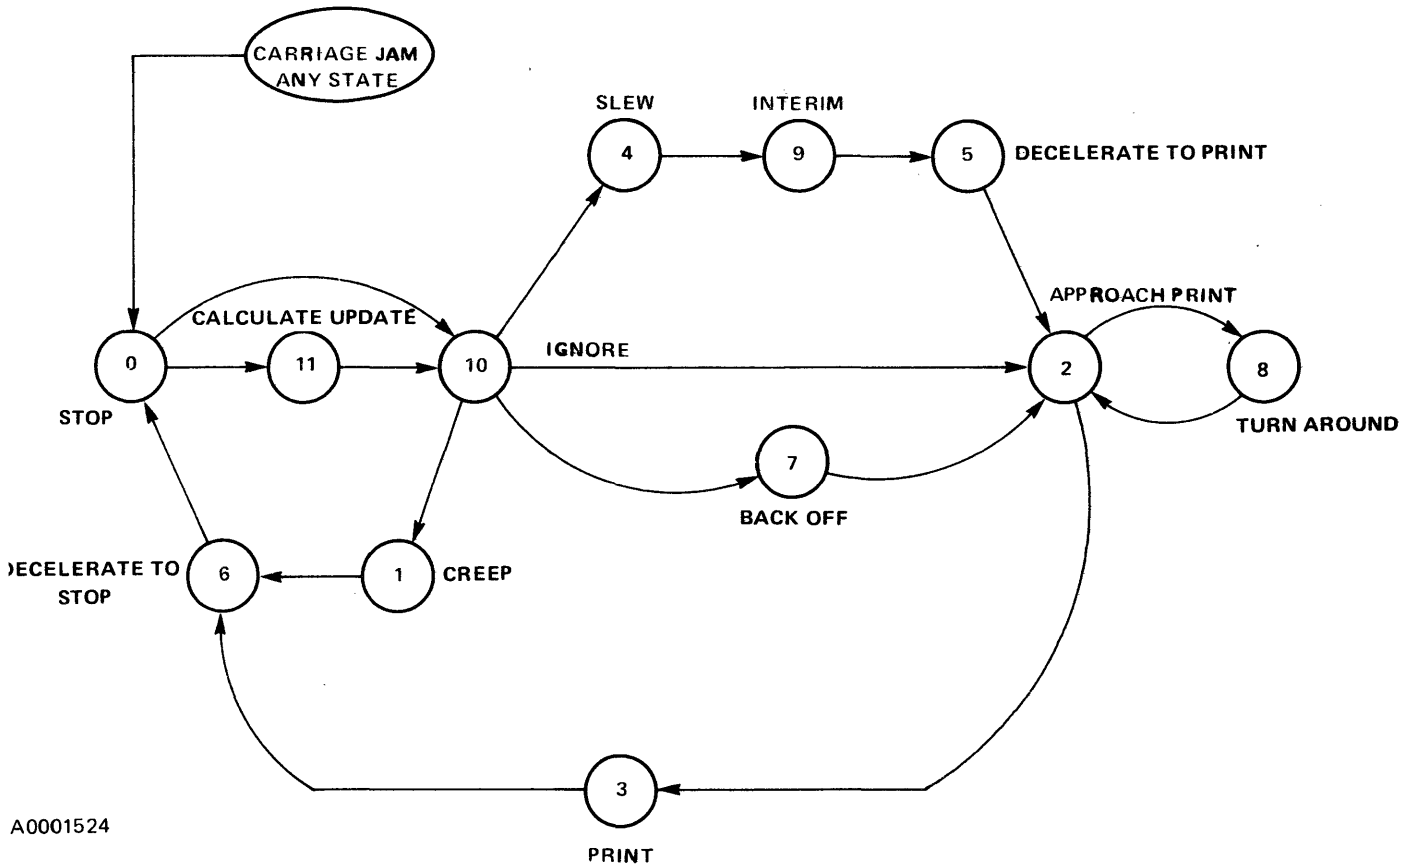 CARRIAGE JAM
ANY STATE
SLEW
INTERIM
4
9
5
DECELERATE TO PRINT
APPROACH PRINT
CALCULATE UPDATE
IGNORE
0
11
10
2
8
STOP
TURN AROUND
7
BACK OFF
DECELERATE TO
STOP
6
1
CREEP
3
A0001524
PRINT